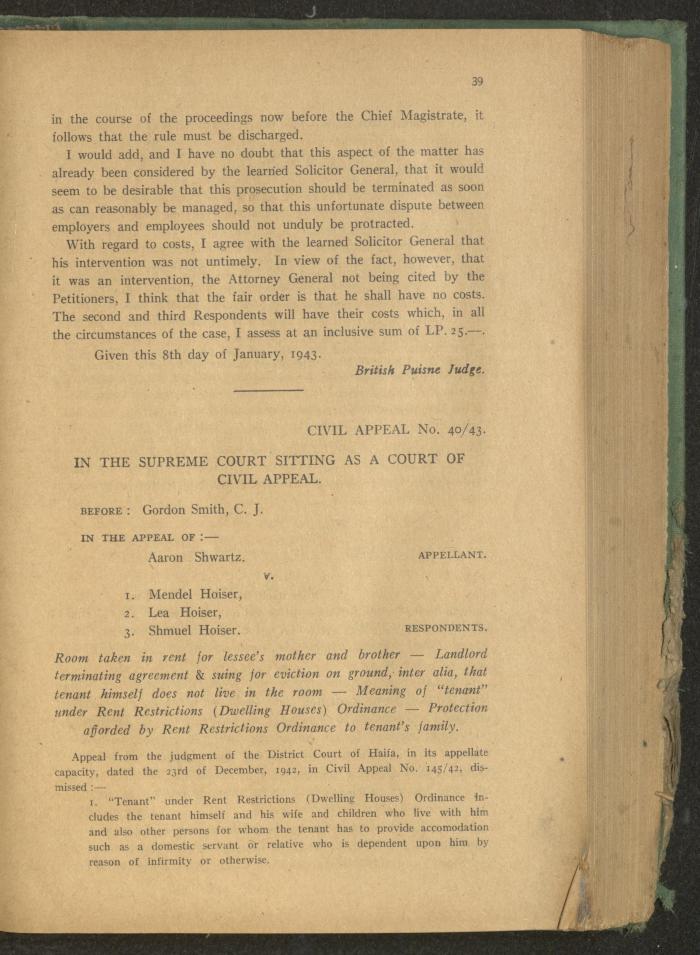 39
in the course of the proceedings now before the Chief Magistrate, it
follows that the rule must be discharged.
I would add, and I have no doubt that this aspect of the matter has
already been considered by the learned Solicitor General, that it would
seem to be desirable that this prosecution should be terminated as soon
as can reasonably be managed, so that this unfortunate dispute between
employers and employees should not unduly be protracted.
With regard to costs, I agree with the learned Solicitor General that
his intervention was not untimely. In view of the fact, however, that
it was an intervention, the Attorney General not being cited by the
Petitioners, I think that the fair order is that he shall have no costs.
The second and third Respondents will have their costs which, in all
the circumstances of the case, I assess at an inclusive sum of LP. 25.—.
Given this 8th day of January, 1943.
British Puisne Judge.
CIVIL APPEAL No. 40/43.
IN THE SUPREME COURT SITTING AS A COURT OF
CIVIL APPEAL.
BEFORE : Gordon Smith, C. J.
IN THE APPEAL OF :—
Aaron Shwartz. APPELLANT.
v.
1. Mendel Hoiser,
2. Lea Hoiser,
3. Shmuel Hoiser. RESPONDENTS.
Room taken in rent for lessee's mother and brother — Landlord
terminating agreement & suing for eviction on ground, inter alia, that
tenant himself does not live in the room — Meaning of "tenant"
under Rent Restrictions (Dwelling Houses) Ordinance — Protection
afforded by Rent Restrictions Ordinance to tenant's family.
Appeal from the judgment of the District Court of Haifa, in its appellate
capacity, dated the 23rd of December, 1942, in Civil Appeal No. 145/42, dis-
missed :—
1. "Tenant" under Rent Restrictions (Dwelling Houses) Ordinance in-
cludes the tenant himself and his wife and children who live with him
and also other persons for whom the tenant has to provide accomodation
such as a domestic servant or relative who is dependent upon him by
reason of infirmity or otherwise.